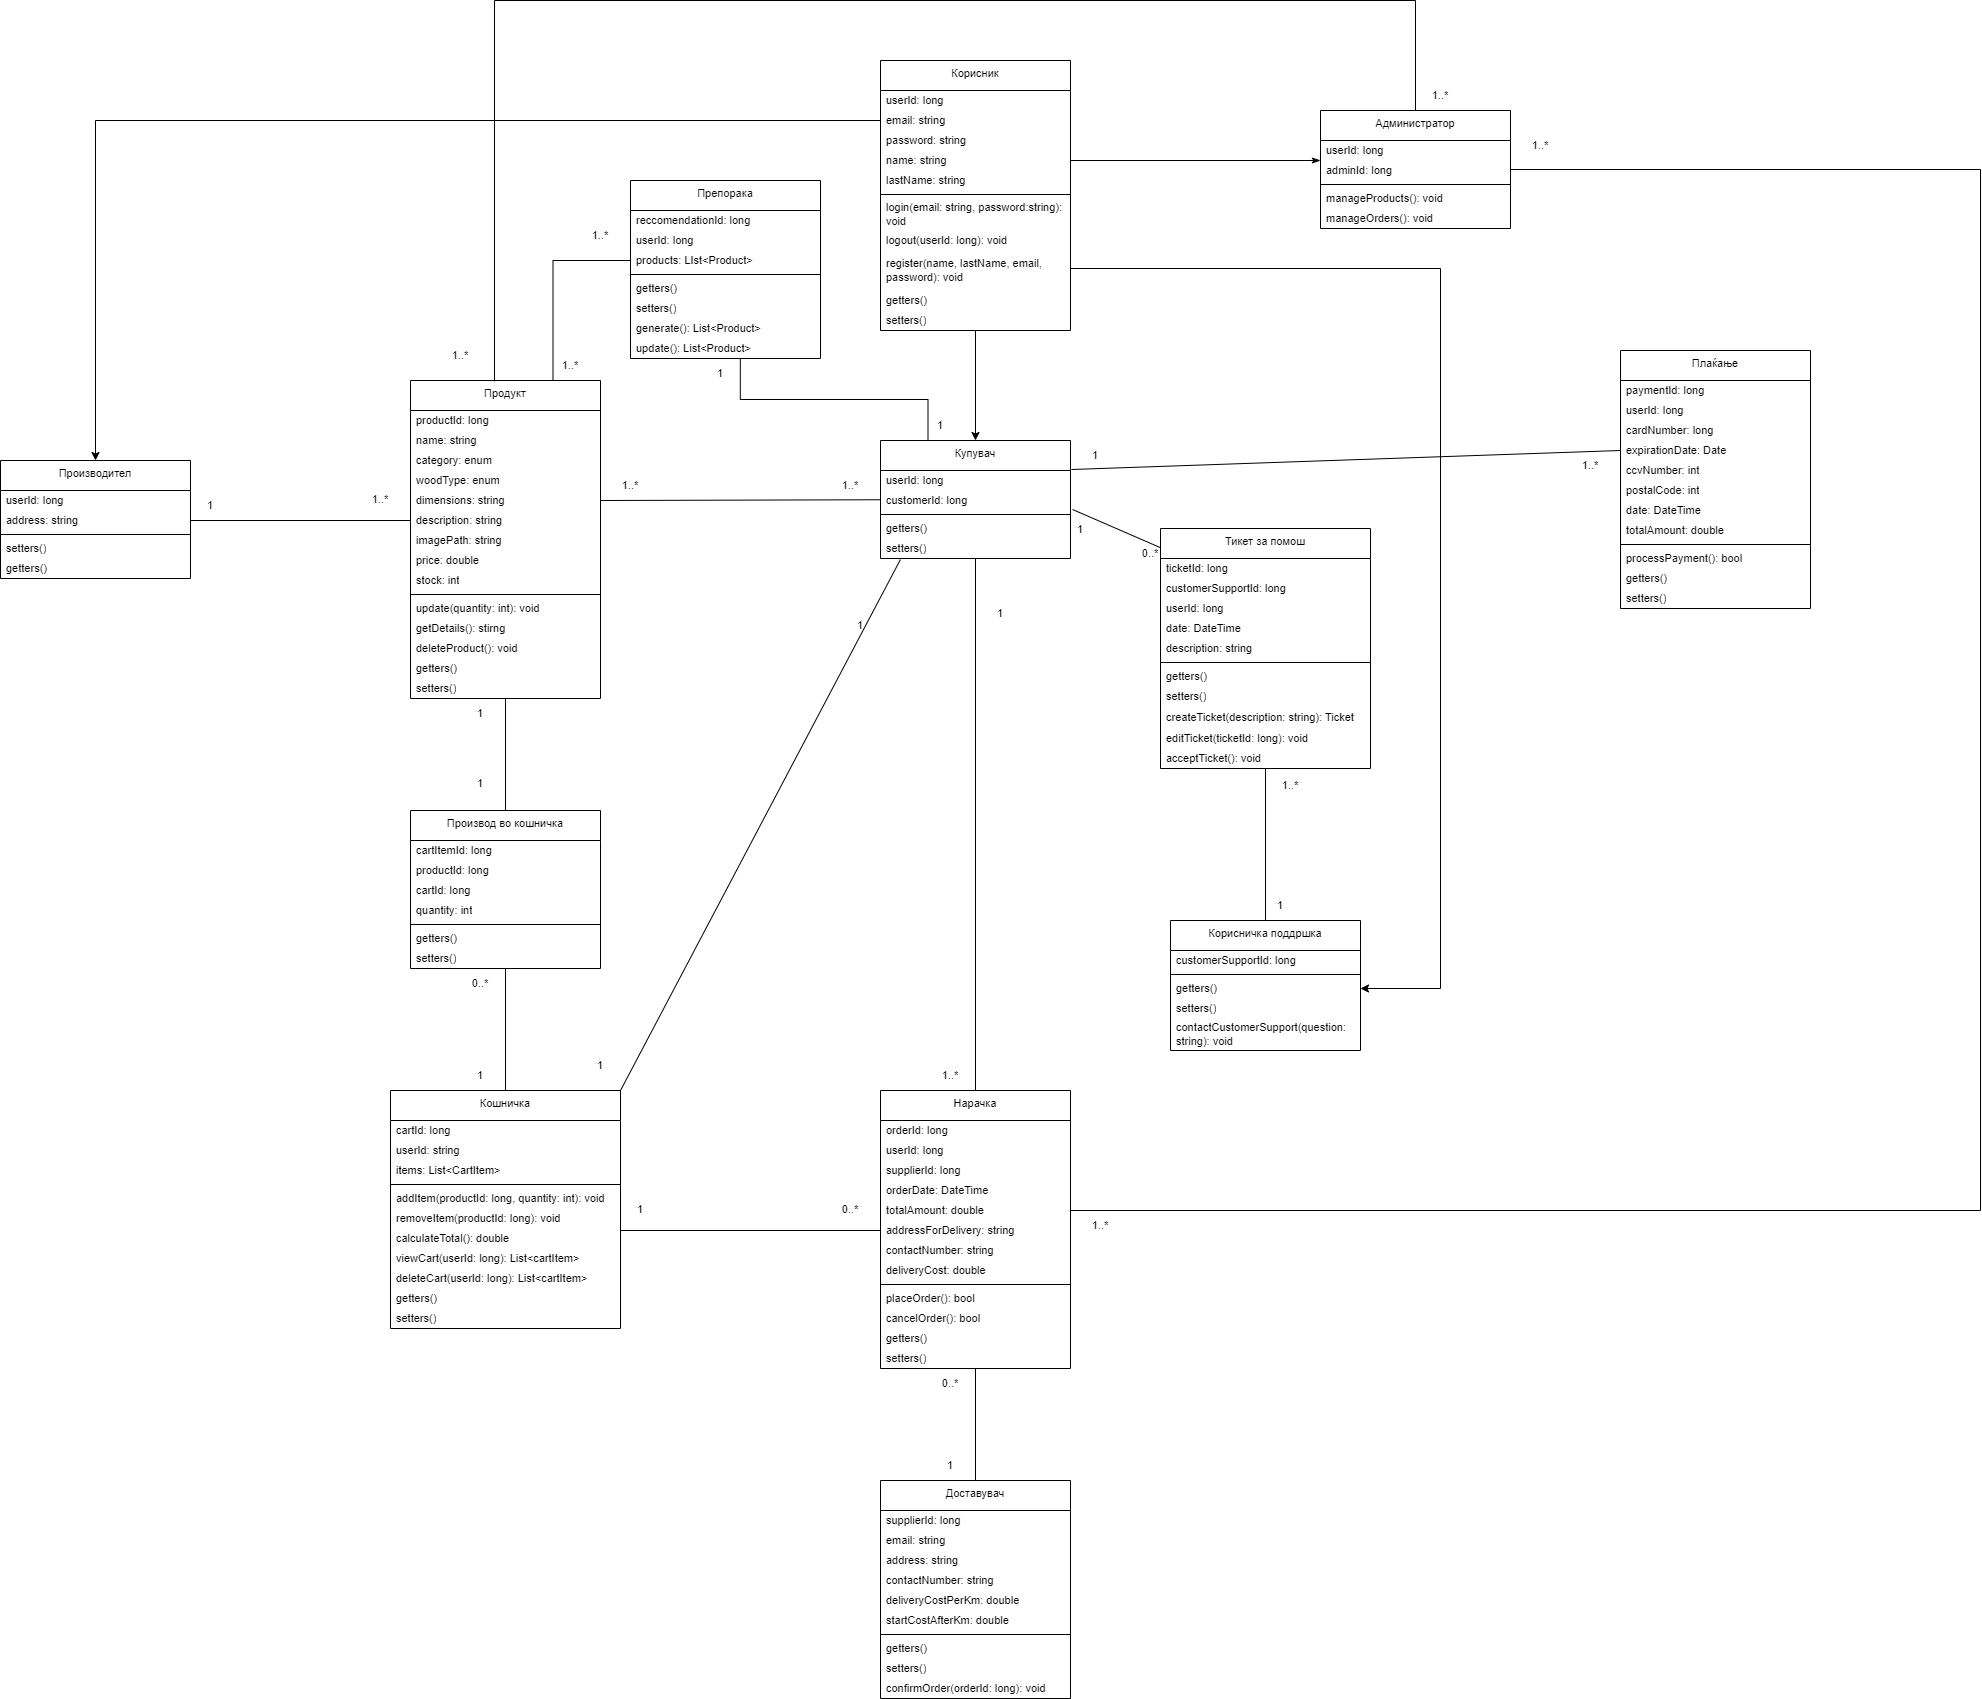 1..*
Корисник
userId: long
email: string
password: string
name: string
lastName: string
login(email: string, password:string):
void
logout(userId: long): void
register(name, lastName, email,
password): void
getters()
setters()
Администратор
userId: long
adminId: long
manageProducts(): void
manageOrders(): void
1..*
Препорака
reccomendationId: long
userId: long
products: LIst<Product>
getters()
setters()
generate(): List<Product>
update(): List<Product>
1..*
1..*
1..*
1
1
Продукт
productId: long
name: string
category: enum
woodType: enum
dimensions: string
description: string
imagePath: string
price: double
stock: int
update(quantity: int): void
getDetails(): stirng
deleteProduct(): void
getters()
setters()
Производител
userId: long
address: string
setters()
getters()
1
1..*
1..*
1..*
Купувач
userId: long
customerId: long
getters()
setters()
1
1..*
Плаќање
paymentId: long
userId: long
cardNumber: long
expirationDate: Date
ccvNumber: int
postalCode: int
date: DateTime
totalAmount: double
processPayment(): bool
getters()
setters()
1
0..*
Тикет за помош
ticketId: long
customerSupportId: long
userId: long
date: DateTime
description: string
getters()
setters()
createTicket(description: string): Ticket
editTicket(ticketId: long): void
acceptTicket(): void
1
1
1
1
1..*
Производ во кошничка
cartItemId: long
productId: long
cartId: long
quantity: int
getters()
setters()
0..*
1
Корисничка поддршка
customerSupportId: long
getters()
setters()
contactCustomerSupport(question:
string): void
1
1
1..*
Кошничка
cartId: long
userId: string
items: List<CartItem>
addItem(productId: long, quantity: int): void
removeItem(productId: long): void
calculateTotal(): double
viewCart(userId: long): List<cartItem>
deleteCart(userId: long): List<cartItem>
getters()
setters()
1
0..*
Нарачка
orderId: long
userId: long
supplierId: long
orderDate: DateTime
totalAmount: double
addressForDelivery: string
contactNumber: string
deliveryCost: double
placeOrder(): bool
cancelOrder(): bool
getters()
setters()
1..*
0..*
1
Доставувач
supplierId: long
email: string
address: string
contactNumber: string
deliveryCostPerKm: double
startCostAfterKm: double
getters()
setters()
confirmOrder(orderId: long): void